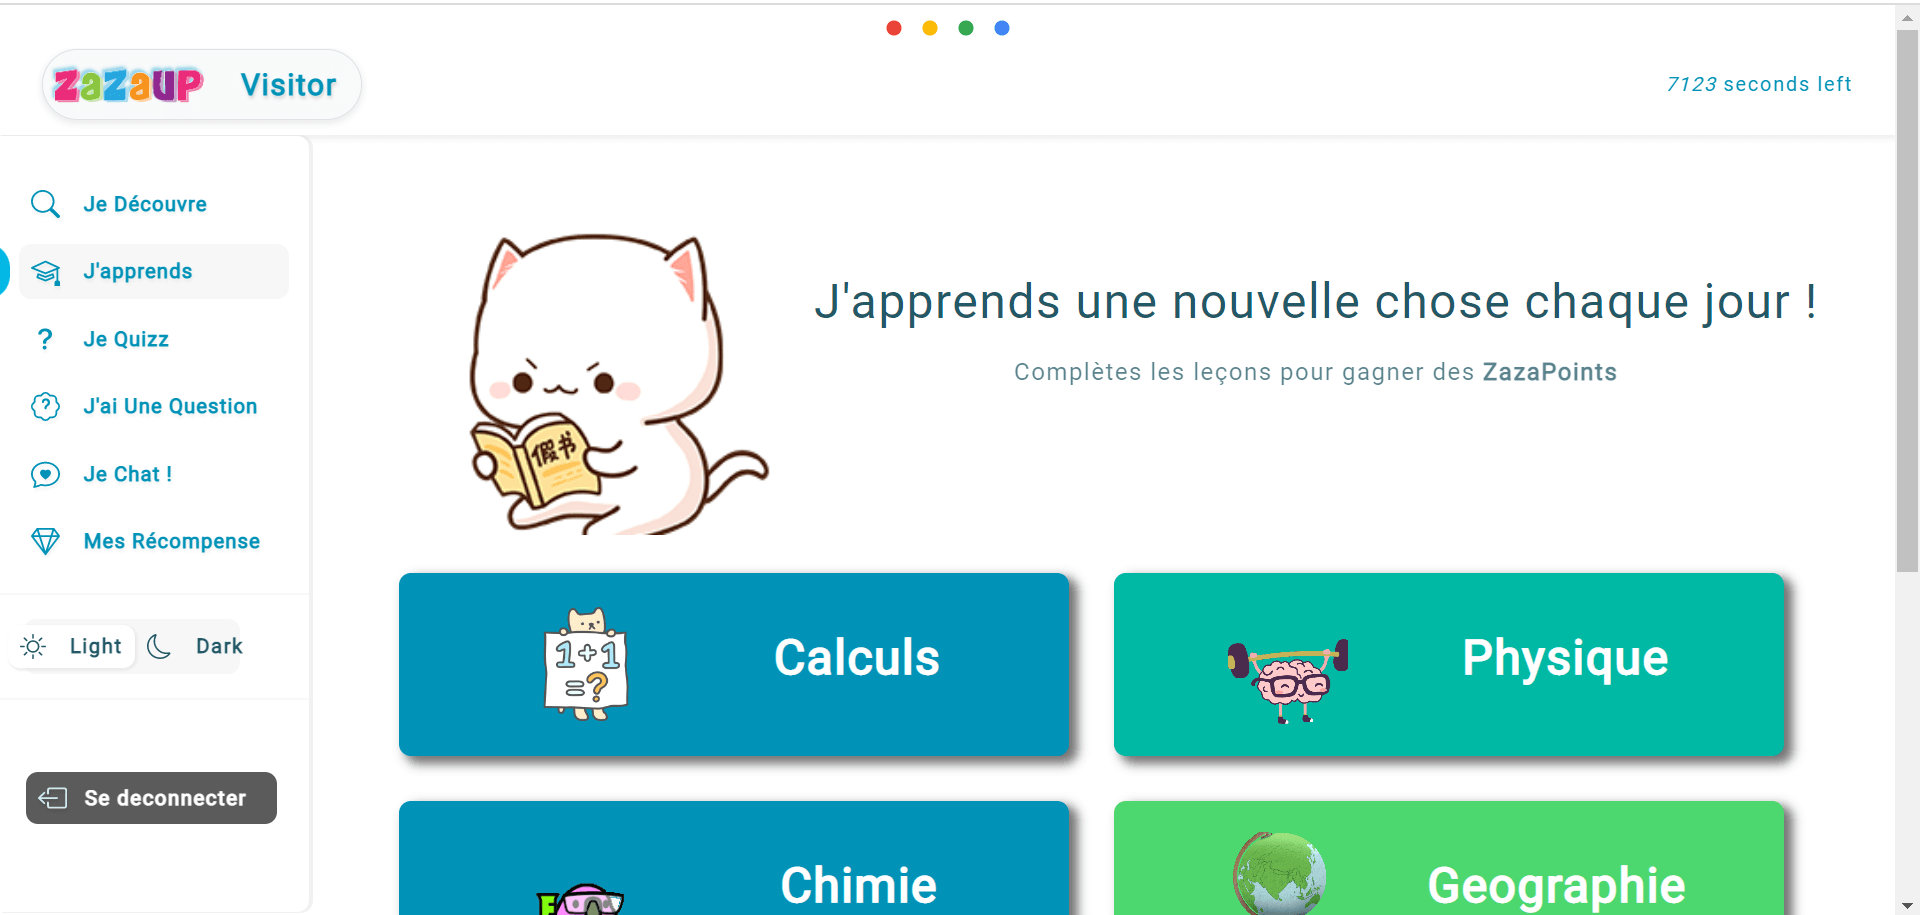 ZaZaUP Visitor
7123 seconds left
Je Découvre
J'apprends
Je Quizz
J'ai Une Question
Je Chat !
Mes Récompense
Light Dark
Se deconnecter
J'apprends une nouvelle chose chaque jour !
Complètes les leçons pour gagner des ZazaPoints
假书
1+1
=?
Calculs
Physique
Chimie
Geographie